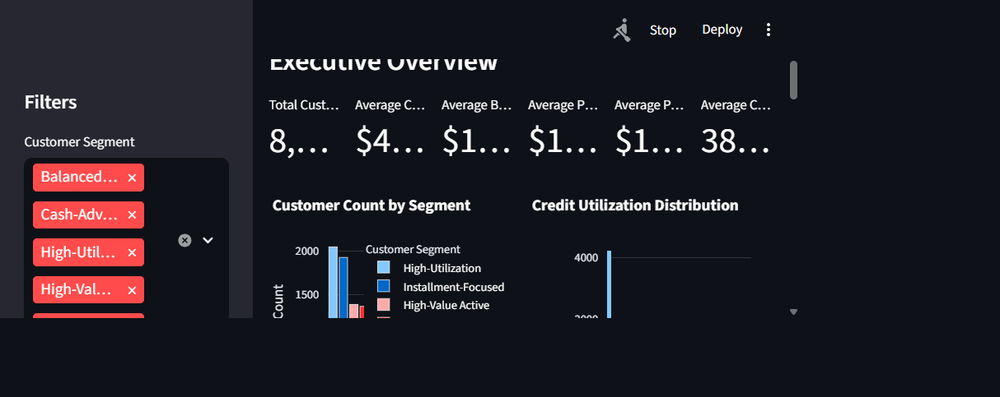 Stop Deploy
Executive Overview
Filters
Total Cust... Average C... Average B... Average P... Average P... Average C...
8,... $4... $1... $1... $1... 38...
Customer Segment
Balanced...
Cash-Adv...
High-Util...
High-Val...
Customer Count by Segment
Credit Utilization Distribution
2000
1500
Count
Customer Segment
High-Utilization
Installment-Focused
High-Value Active
4000